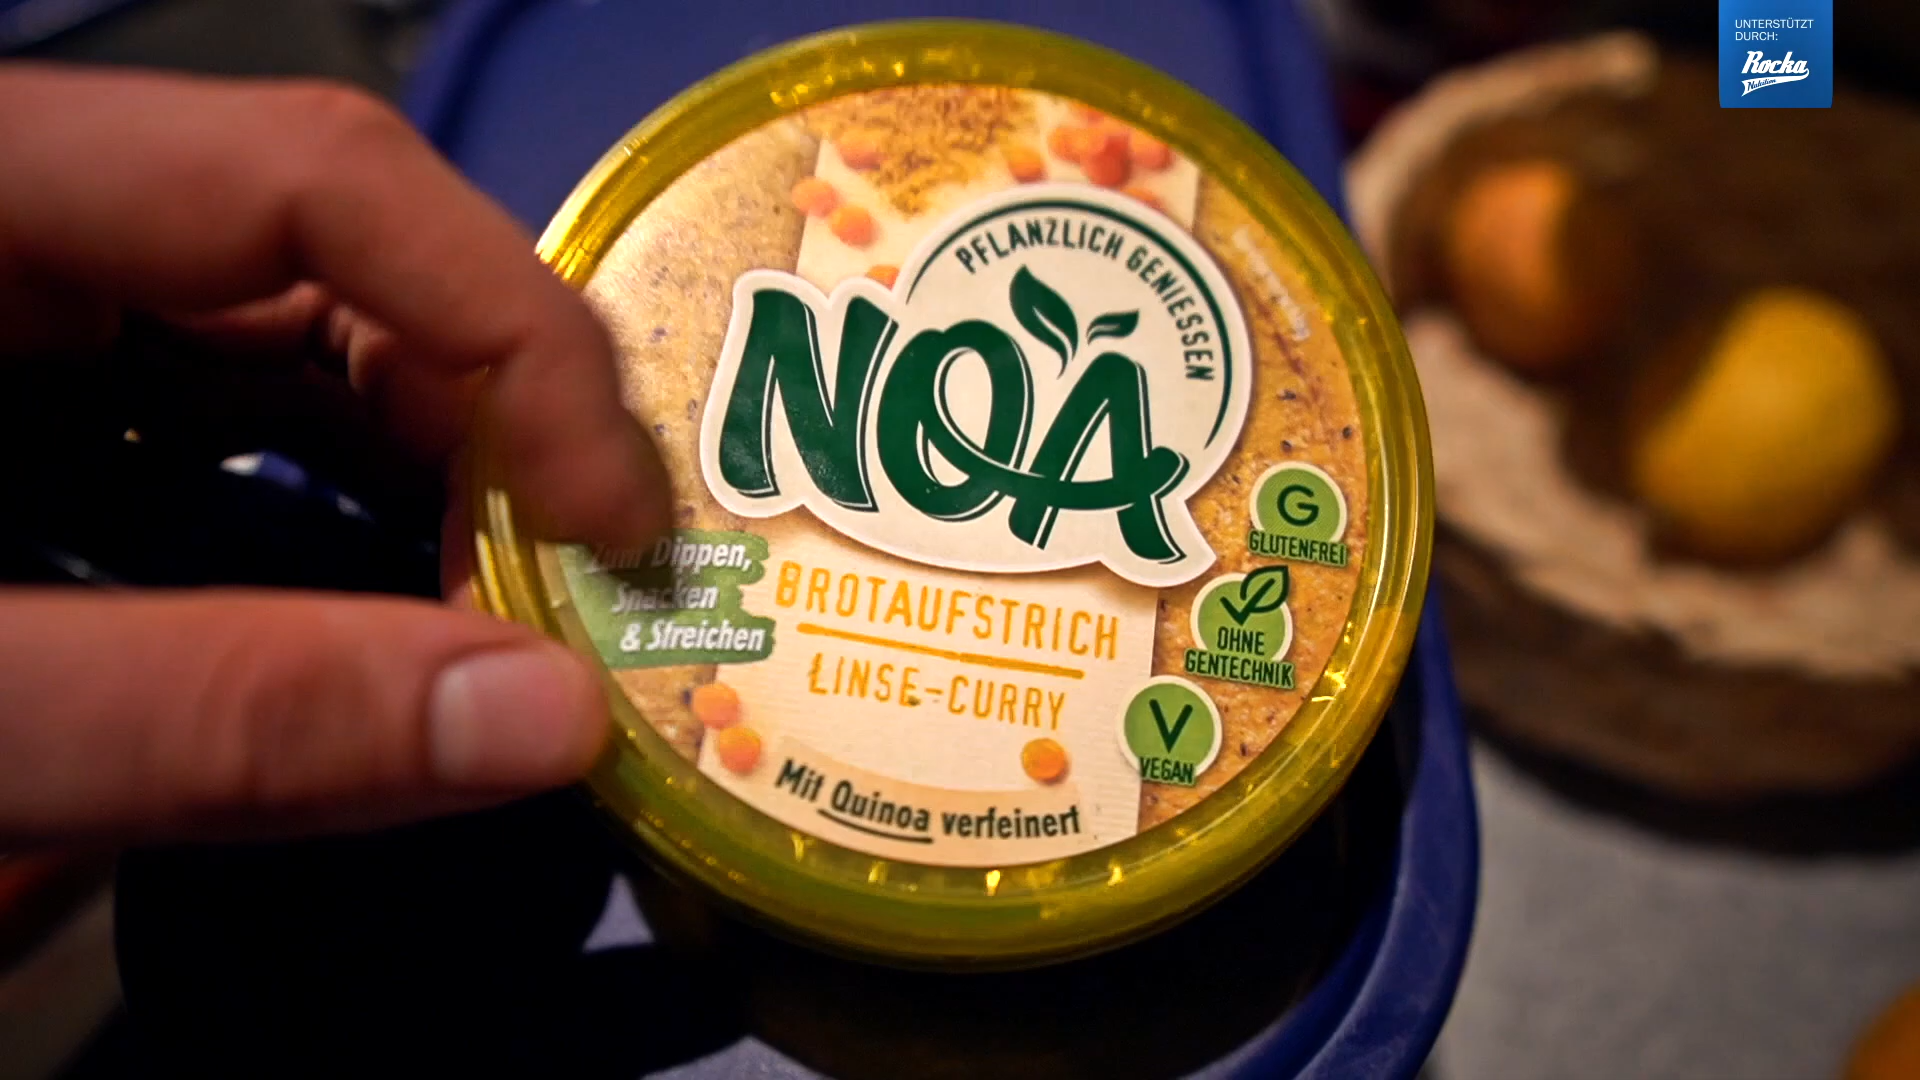 UNTERSTÜTZT
DURCH:
Rocka
Nutrition
PFLANZLICH GENIESSEN
NOA
Zum Dippen,
Snacken
& Streichen
BROTAUFSTRICH
LINSE-CURRY
Mit Quinoa verfeinert
G
GLUTENFREI
OHNE
GENTECHNIK
V
VEGAN